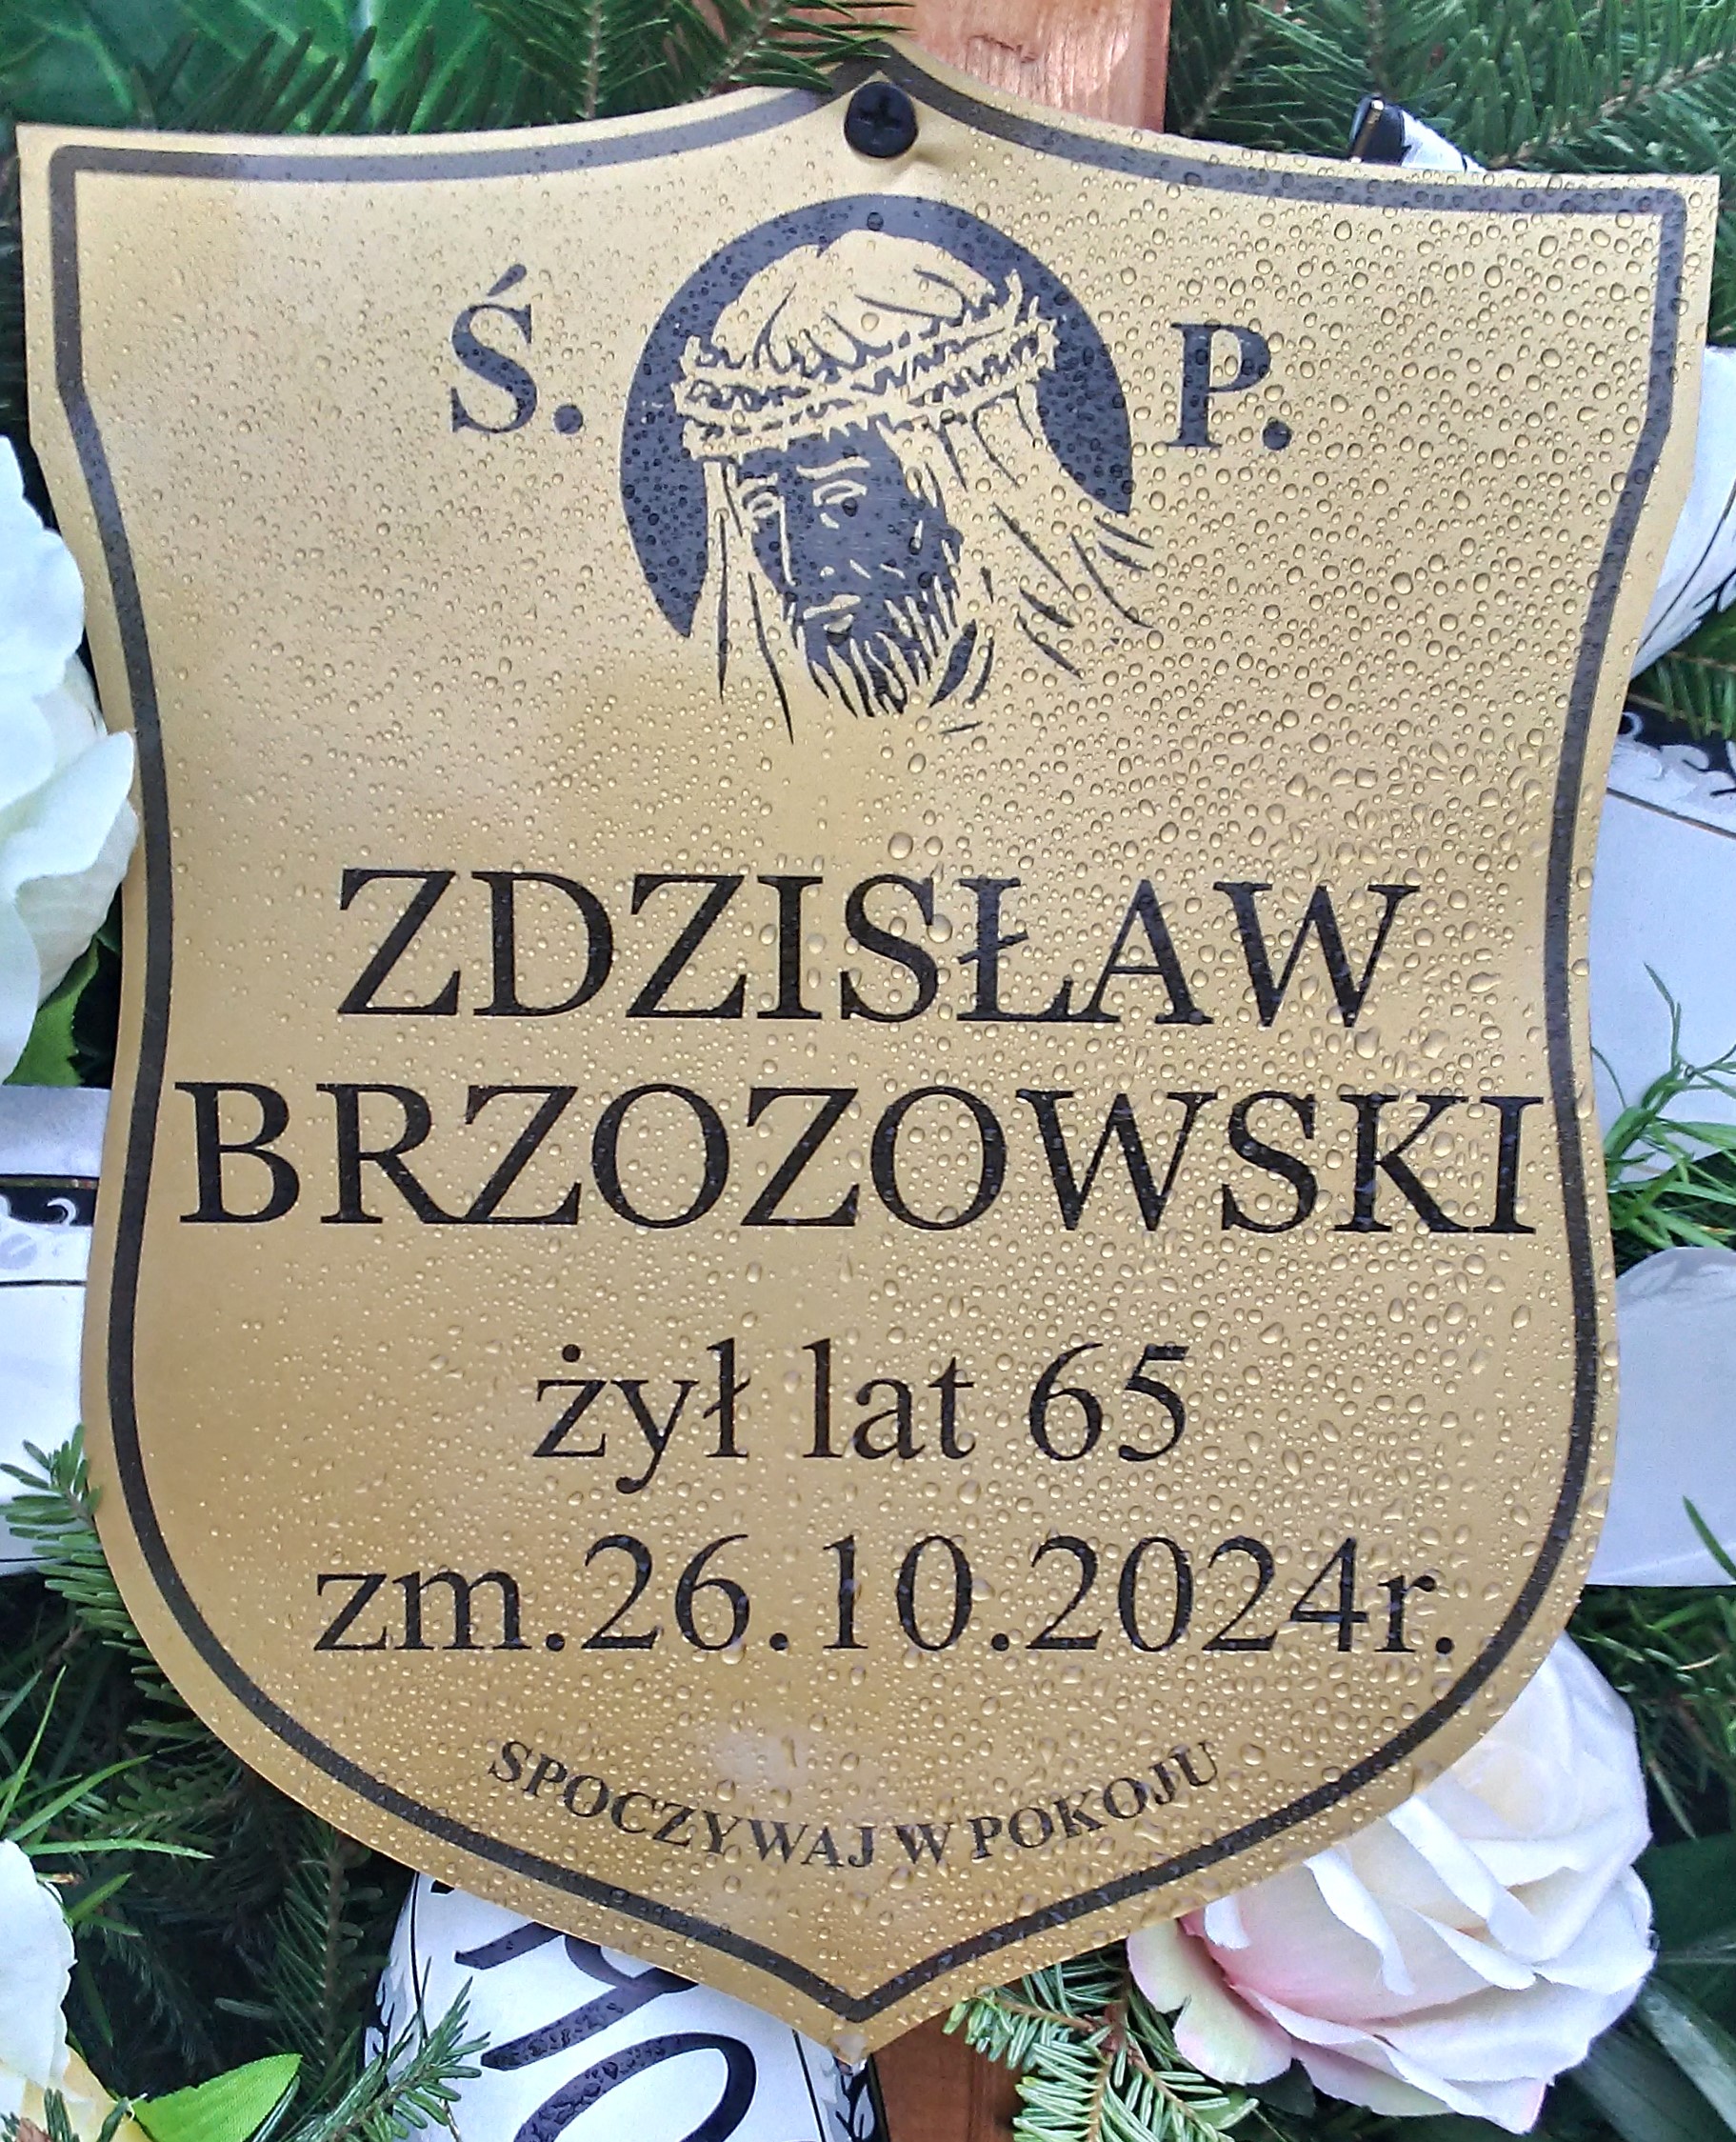 Ś. P.
ZDZISŁAW
BRZOZOWSKI
żył lat 65
zm.26.10.2024r.
SPOCZYWAJ W POKOJU